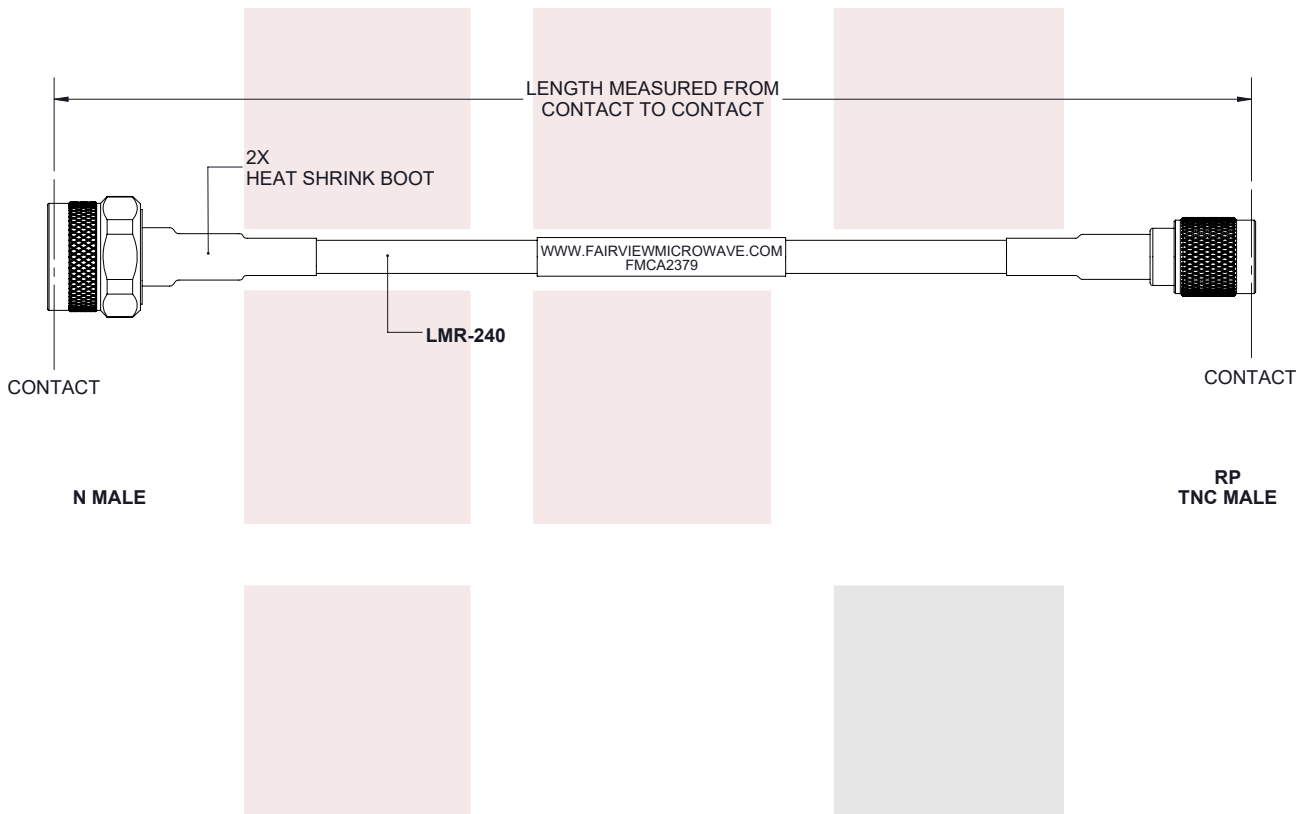 LENGTH MEASURED FROM
CONTACT TO CONTACT
2X
HEAT SHRINK BOOT
WWW.FAIRVIEWMICROWAVE.COM
FMCA2379
LMR-240
CONTACT
CONTACT
N MALE
RP
TNC MALE